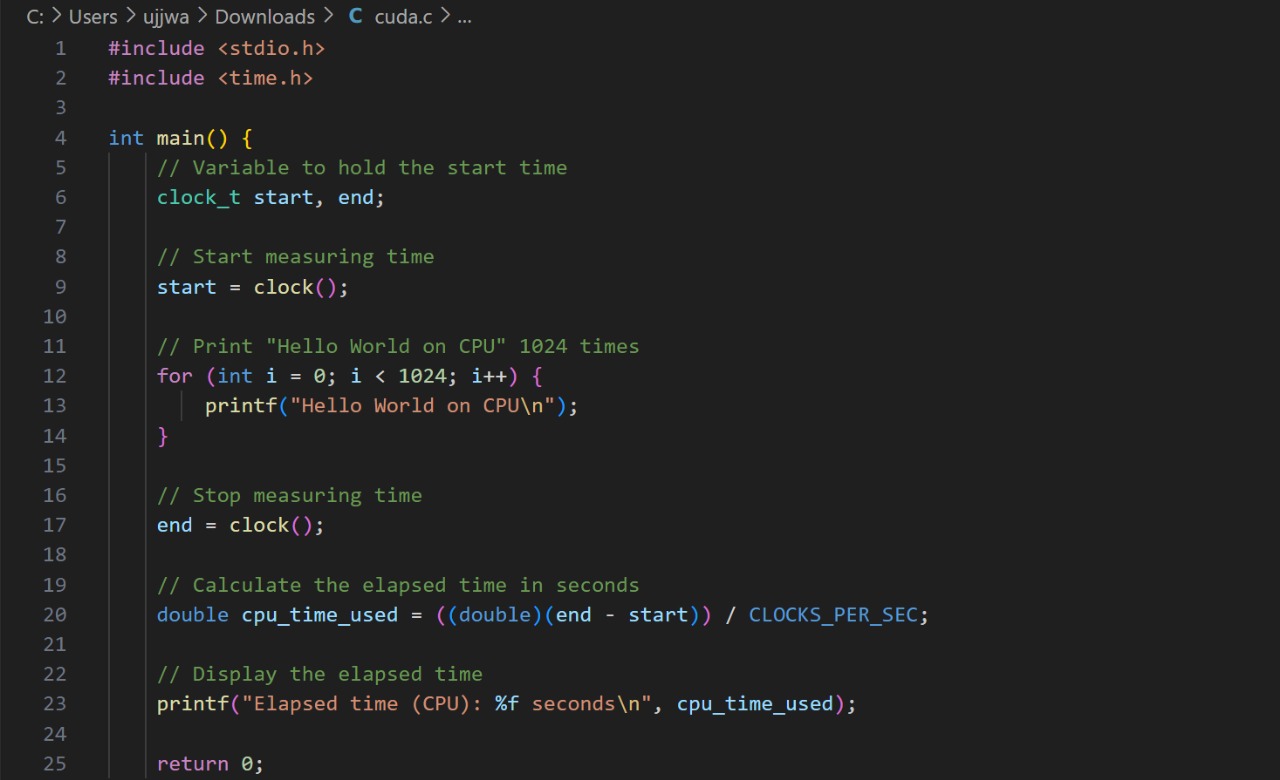 C: > Users > ujjwa > Downloads > C cuda.c > ...
1 #include <stdio.h>
2 #include <time.h>
3
4 int main() {
5     // Variable to hold the start time
6     clock_t start, end;
7
8     // Start measuring time
9     start = clock();
10
11     // Print "Hello World on CPU" 1024 times
12     for (int i = 0; i < 1024; i++) {
13         printf("Hello World on CPU\n");
14     }
15
16     // Stop measuring time
17     end = clock();
18
19     // Calculate the elapsed time in seconds
20     double cpu_time_used = ((double)(end - start)) / CLOCKS_PER_SEC;
21
22     // Display the elapsed time
23     printf("Elapsed time (CPU): %f seconds\n", cpu_time_used);
24
25     return 0;